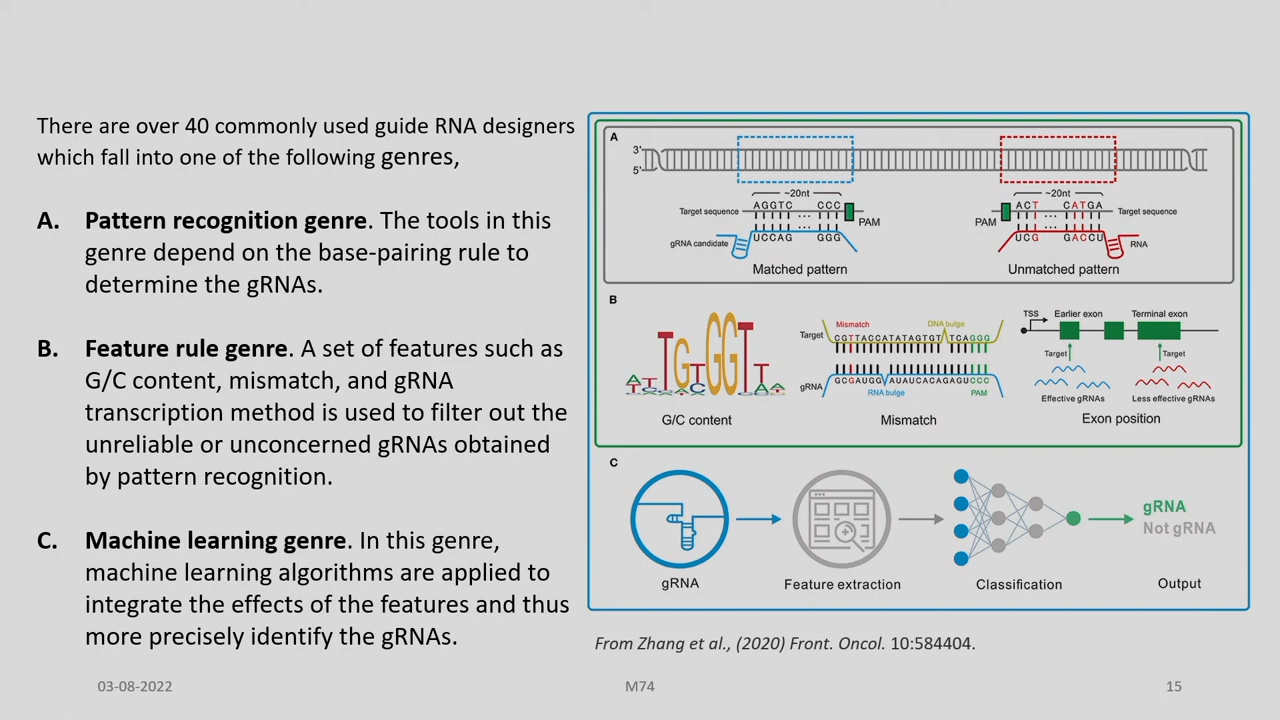 There are over 40 commonly used guide RNA designers
which fall into one of the following genres,
A. Pattern recognition genre. The tools in this
genre depend on the base-pairing rule to
determine the gRNAs.
B. Feature rule genre. A set of features such as
G/C content, mismatch, and gRNA
transcription method is used to filter out the
unreliable or unconcerned gRNAs obtained
by pattern recognition.
C. Machine learning genre. In this genre,
machine learning algorithms are applied to
integrate the effects of the features and thus
more precisely identify the gRNAs.
A
3'
5'
~20nt
AGGTC ... CCC
Target sequence
PAM
gRNA candidate
UCCAG ... GGG
Matched pattern
~20nt
ACT ... CATGA
PAM
Target sequence
UCG ... GACCU
RNA
Unmatched pattern
B
G/C content
Mismatch
DNA bulge
Target
CGTTACCATATAGTGT TCAGGG
gRNA
GCGAUGG AUAUCACAGAGUCCC
RNA bulge
PAM
Mismatch
TSS
Earlier exon
Terminal exon
Target
Target
Effective gRNAs
Less effective gRNAs
Exon position
C
gRNA
Feature extraction
Classification
gRNA
Not gRNA
Output
From Zhang et al., (2020) Front. Oncol. 10:584404.
03-08-2022
M74
15